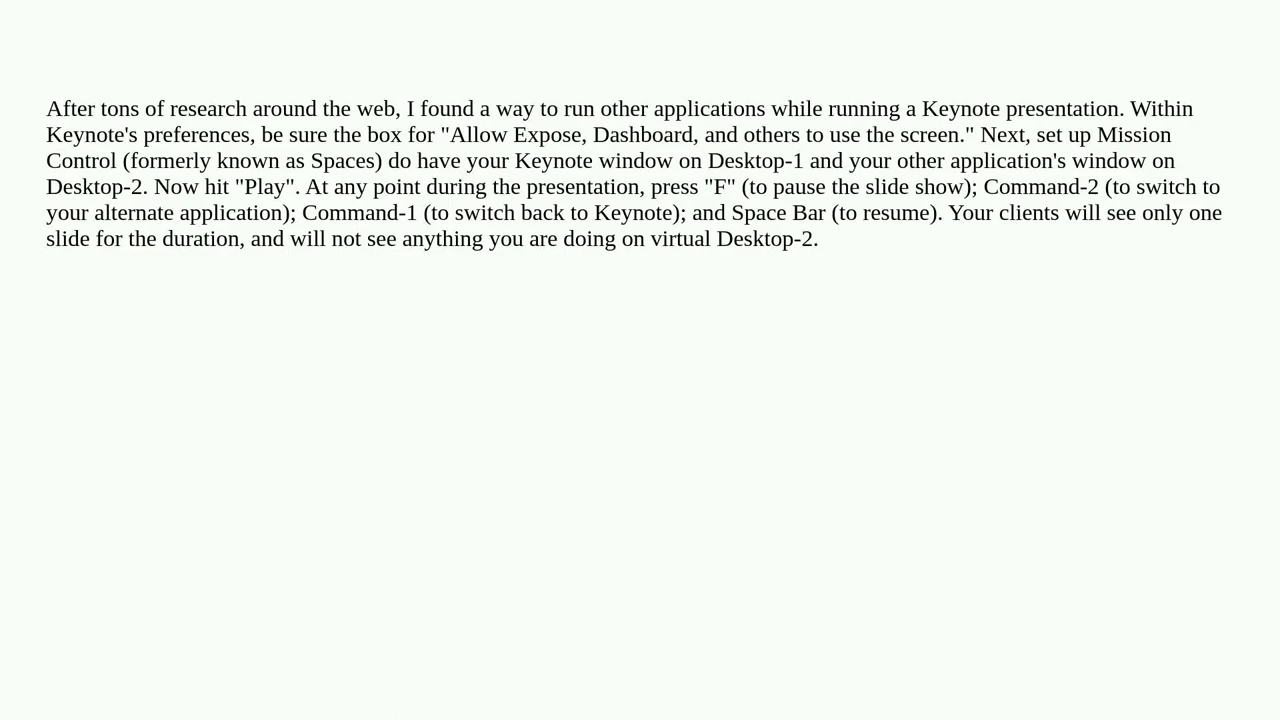 After tons of research around the web, I found a way to run other applications while running a Keynote presentation. Within
Keynote's preferences, be sure the box for "Allow Expose, Dashboard, and others to use the screen." Next, set up Mission
Control (formerly known as Spaces) do have your Keynote window on Desktop-1 and your other application's window on
Desktop-2. Now hit "Play". At any point during the presentation, press "F" (to pause the slide show); Command-2 (to switch to
your alternate application); Command-1 (to switch back to Keynote); and Space Bar (to resume). Your clients will see only one
slide for the duration, and will not see anything you are doing on virtual Desktop-2.